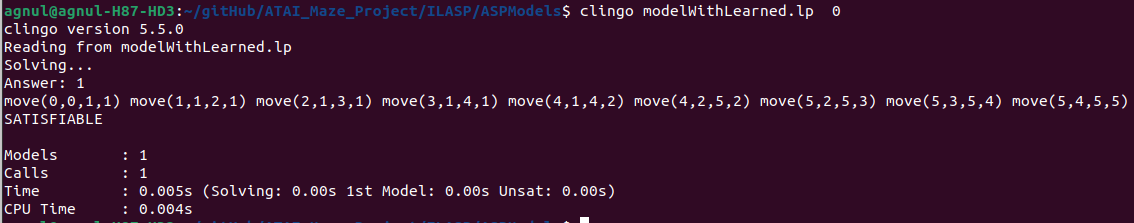 agnul@agnul-H87-HD3:~/gitHub/ATAI_Maze_Project/ILASP/ASPModels$ clingo modelWithLearned.lp  0
clingo version 5.5.0
Reading from modelWithLearned.lp
Solving...
Answer: 1
move(0,0,1,1) move(1,1,2,1) move(2,1,3,1) move(3,1,4,1) move(4,1,4,2) move(4,2,5,2) move(5,2,5,3) move(5,3,5,4) move(5,4,5,5)
SATISFIABLE
Models       : 1
Calls        : 1
Time         : 0.005s (Solving: 0.00s 1st Model: 0.00s Unsat: 0.00s)
CPU Time     : 0.004s